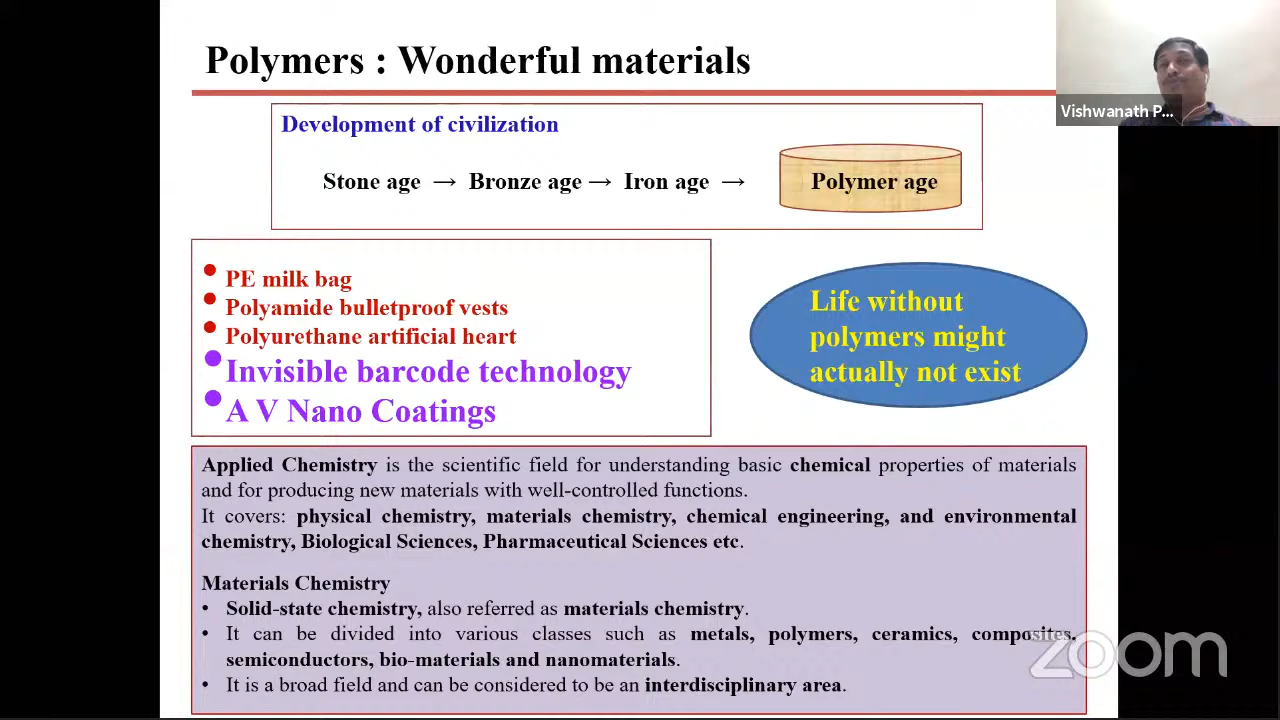 Polymers : Wonderful materials
Vishwanath P...
Development of civilization
Stone age → Bronze age → Iron age → Polymer age
• PE milk bag
• Polyamide bulletproof vests
• Polyurethane artificial heart
• Invisible barcode technology
• A V Nano Coatings
Life without
polymers might
actually not exist
Applied Chemistry is the scientific field for understanding basic chemical properties of materials
and for producing new materials with well-controlled functions.
It covers: physical chemistry, materials chemistry, chemical engineering, and environmental
chemistry, Biological Sciences, Pharmaceutical Sciences etc.
Materials Chemistry
• Solid-state chemistry, also referred as materials chemistry.
• It can be divided into various classes such as metals, polymers, ceramics, composites,
semiconductors, bio-materials and nanomaterials.
• It is a broad field and can be considered to be an interdisciplinary area.
zoom